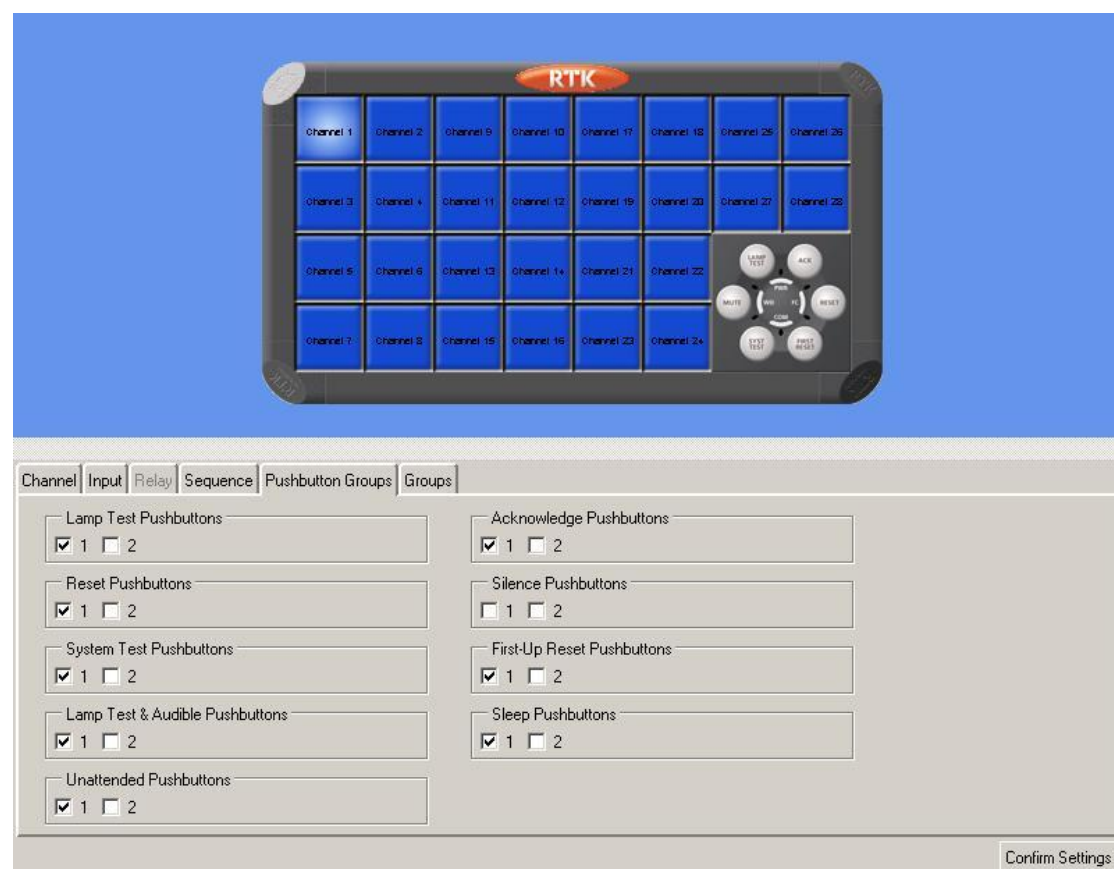 RTK
Channel 1 Channel 2 Channel 9 Channel 10 Channel 17 Channel 18 Channel 25 Channel 26
Channel 3 Channel 4 Channel 11 Channel 12 Channel 19 Channel 20 Channel 27 Channel 28
Channel 5 Channel 6 Channel 13 Channel 14 Channel 21 Channel 22
LAMP TEST
ACK
PWR
MUTE
WD
FC
RESET
COM
Channel 7 Channel 8 Channel 15 Channel 16 Channel 23 Channel 24
SYST TEST
FIRST RESET
RTK
RTK
Channel Input Relay Sequence Pushbutton Groups Groups
Lamp Test Pushbuttons
1 2
Acknowledge Pushbuttons
1 2
Reset Pushbuttons
1 2
Silence Pushbuttons
1 2
System Test Pushbuttons
1 2
First-Up Reset Pushbuttons
1 2
Lamp Test & Audible Pushbuttons
1 2
Sleep Pushbuttons
1 2
Unattended Pushbuttons
1 2
Confirm Settings